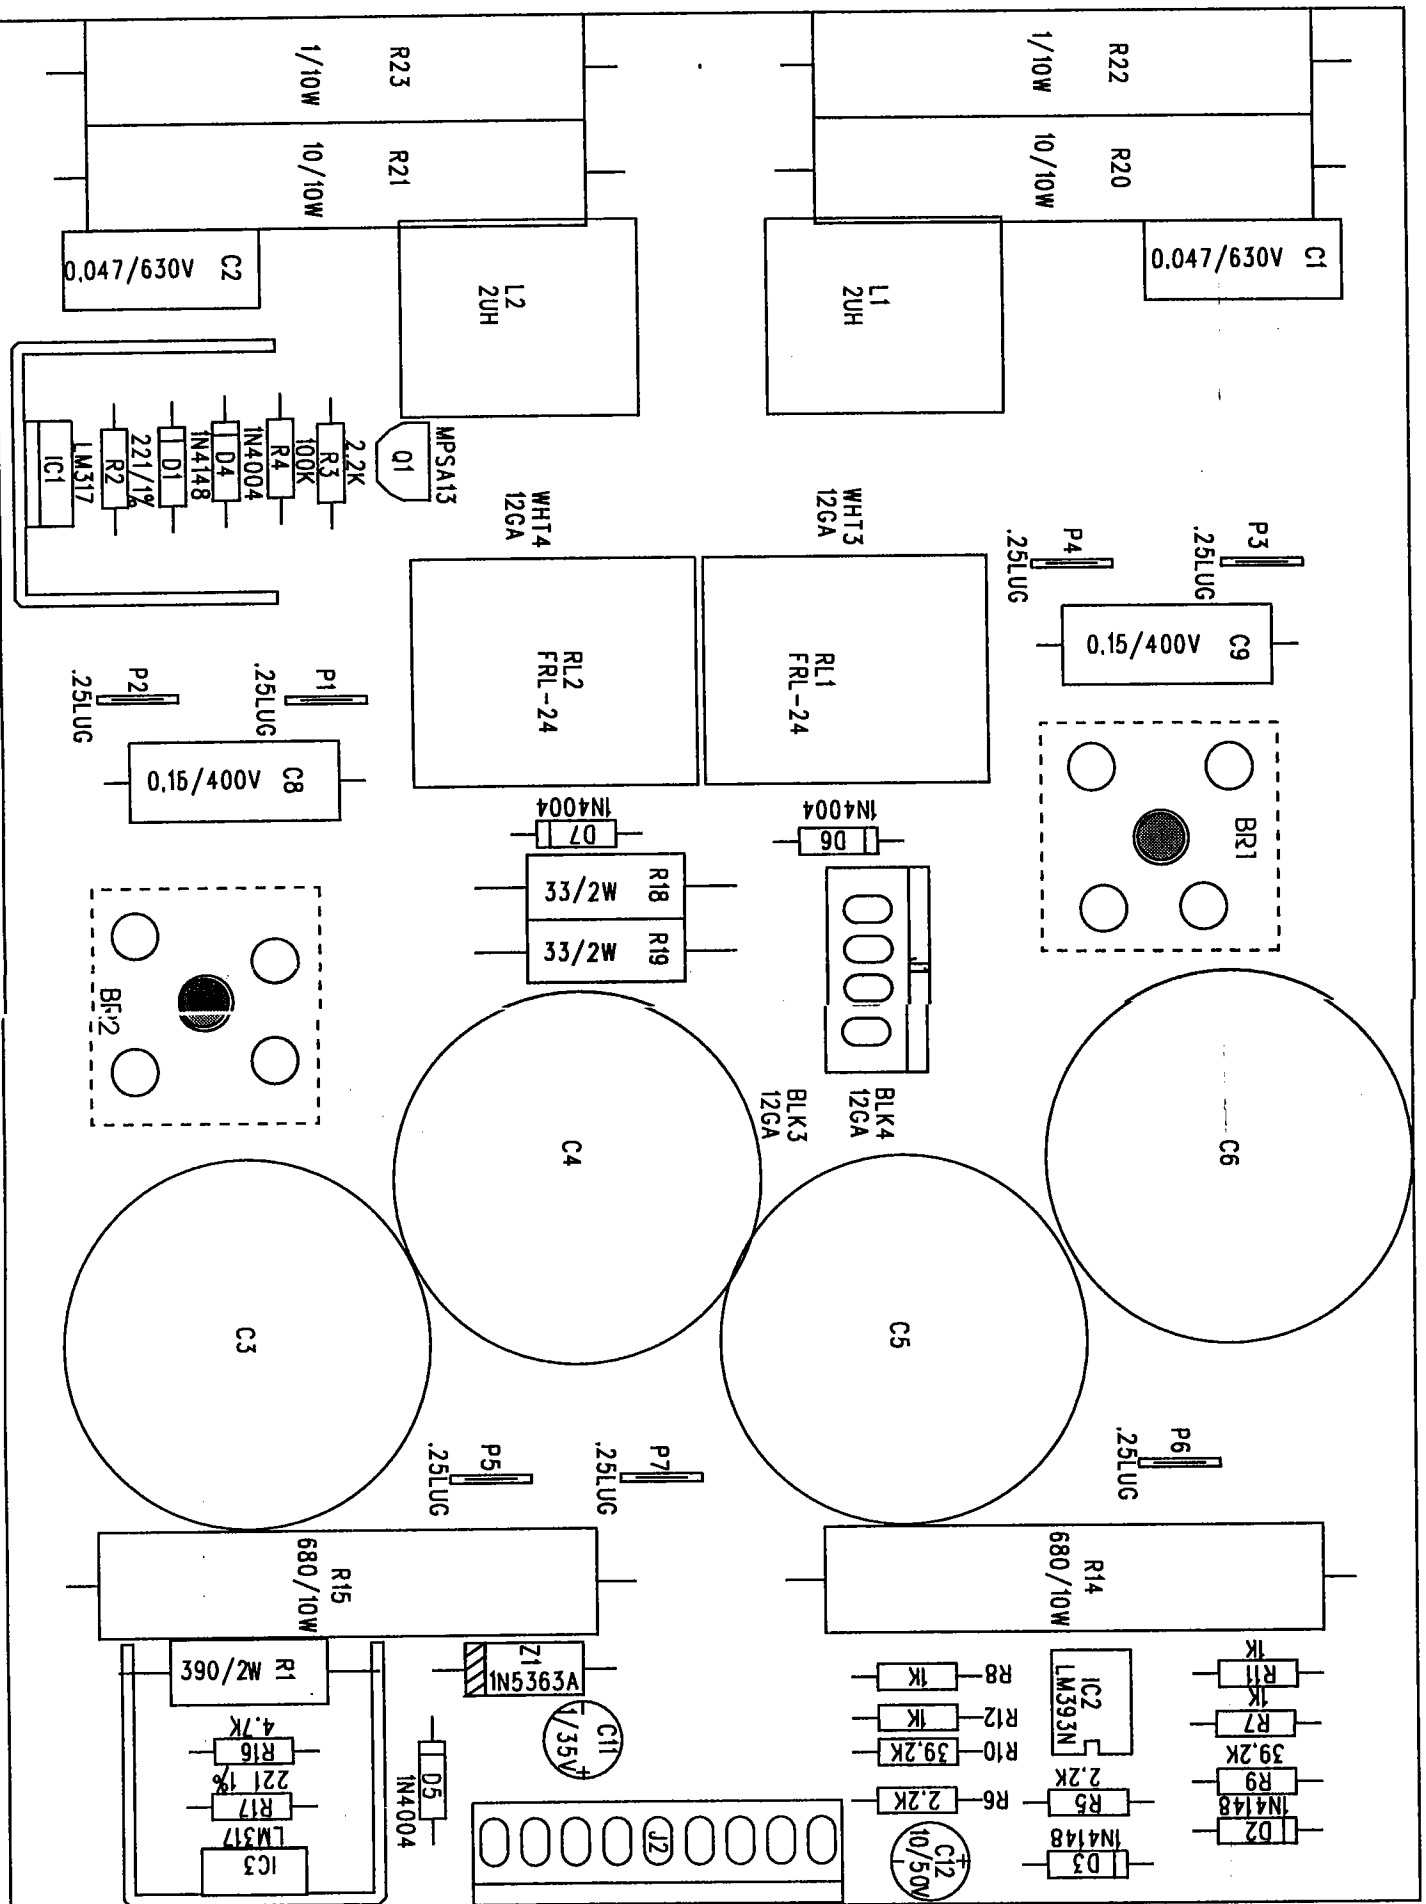 R23
1/10W
R22
1/10W
R21
10/10W
R20
10/10W
0.047/630V C2
0.047/630V C1
L2
2UH
L1
2UH
IC1
LM317
R2
221/1%
D1
1N4148
D4
1N4004
R4
100K
R3
2.2K
Q1
MPSA13
WHT4
12GA
WHT3
12GA
P4
.25LUG
P3
.25LUG
0.15/400V C9
RL2
FRL-24
RL1
FRL-24
P2
.25LUG
P1
.25LUG
0.15/400V C8
1N4004
D7
1N4004
D6
BR1
33/2W R18
33/2W R19
BR2
BLK3
12GA
BLK4
12GA
C4
C6
C3
C5
P5
.25LUG
P7
.25LUG
P6
.25LUG
R15
680/10W
R14
680/10W
390/2W R1
4.7K
R16
221 1%
R17
LM317
IC3
Z1
1N5363A
C11
1/35V
+
-
D5
1N4004
J2
1K R8
1K R12
39.2K R10
2.2K R6
C12
10/50V
+
-
IC2
LM393N
2.2K
R5
1N4148
D3
1K
R11
1K
R7
39.2K
R9
1N4148
D2